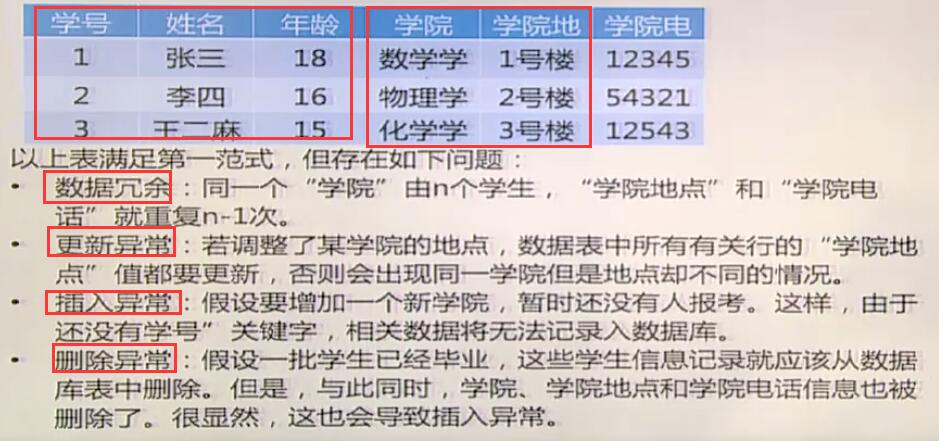 学号 姓名 年龄 学院 学院地 学院电
1 张三 18 数学学 1号楼 12345
2 李四 16 物理学 2号楼 54321
3 王二麻 15 化学学 3号楼 12543
以上表满足第一范式，但存在如下问题：
• 数据冗余：同一个“学院”由n个学生，“学院地点”和“学院电
话”就重复n-1次。
• 更新异常：若调整了某学院的地点，数据表中所有有关行的“学院地
点”值都要更新，否则会出现同一学院但是地点却不同的情况。
• 插入异常：假设要增加一个新学院，暂时还没有人报考。这样，由于
还没有学号”关键字，相关数据将无法记录入数据库。
• 删除异常：假设一批学生已经毕业，这些学生信息记录就应该从数据
库表中删除。但是，与此同时，学院、学院地点和学院电话信息也被
删除了。很显然，这也会导致插入异常。